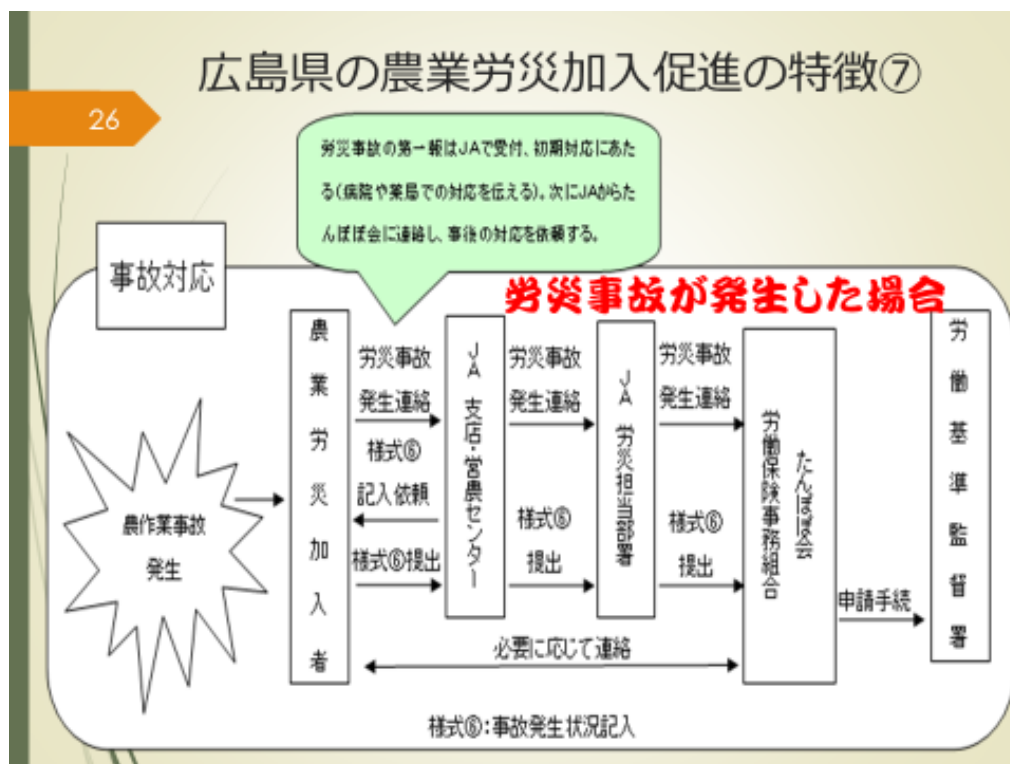 広島県の農業労災加入促進の特徴⑦
26
労災事故の第一報はJAで受付、初期対応にあた
る(病院や薬局での対応を伝える)。次にJAからた
んぽぽ会に連絡し、事後の対応を依頼する。
事故対応
労災事故が発生した場合
農作業事故
発生
農業労災加入者
労災事故
発生連絡
様式⑥
記入依頼
様式⑥提出
JA 支店・営農センター
労災事故
発生連絡
様式⑥
提出
JA 労災担当部署
労災事故
発生連絡
様式⑥
提出
たんぽぽ会
労働保険事務組合
申請手続
労働基準監督署
必要に応じて連絡
様式⑥:事故発生状況記入